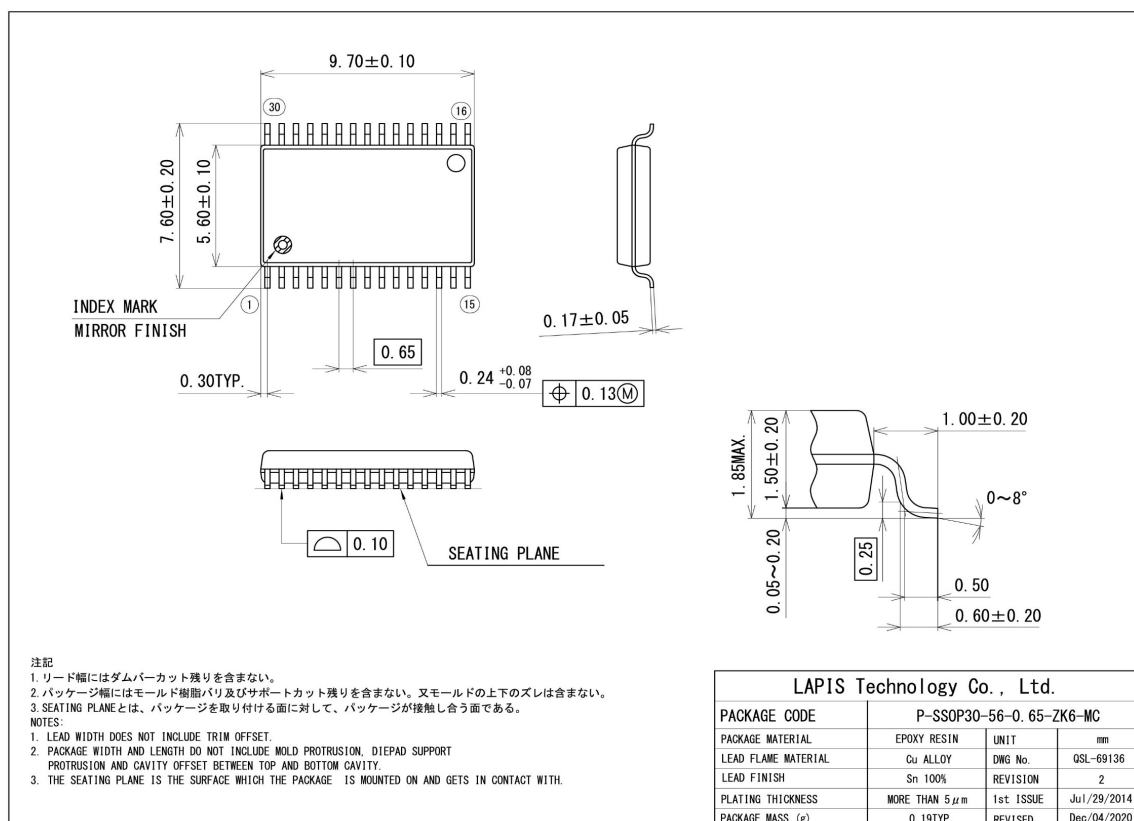 9.70±0.10
30
16
7.60±0.20
5.60±0.10
INDEX MARK
MIRROR FINISH
1
15
0.17±0.05
0.65
0.30TYP.
0.24 +0.08 -0.07
⌖ 0.13Ⓜ
1.00±0.20
1.85MAX.
1.50±0.20
0~8°
0.25
0.05~0.20
0.50
0.60±0.20
⌓ 0.10
SEATING PLANE
注記
1. リード幅にはダムバーカット残りを含まない。
2. パッケージ幅にはモールド樹脂バリ及びサポートカット残りを含まない。又モールドの上下のズレは含まない。
3. SEATING PLANEとは、パッケージを取り付ける面に対して、パッケージが接触し合う面である。
NOTES:
1. LEAD WIDTH DOES NOT INCLUDE TRIM OFFSET.
2. PACKAGE WIDTH AND LENGTH DO NOT INCLUDE MOLD PROTRUSION, DIEPAD SUPPORT
PROTRUSION AND CAVITY OFFSET BETWEEN TOP AND BOTTOM CAVITY.
3. THE SEATING PLANE IS THE SURFACE WHICH THE PACKAGE IS MOUNTED ON AND GETS IN CONTACT WITH.
LAPIS Technology Co., Ltd.
PACKAGE CODE P-SSOP30-56-0.65-ZK6-MC
PACKAGE MATERIAL EPOXY RESIN UNIT mm
LEAD FLAME MATERIAL Cu ALLOY DWG No. QSL-69136
LEAD FINISH Sn 100% REVISION 2
PLATING THICKNESS MORE THAN 5μm 1st ISSUE Jul/29/2014
PACKAGE MASS (g) 0.19TYP. REVISED Dec/04/2020